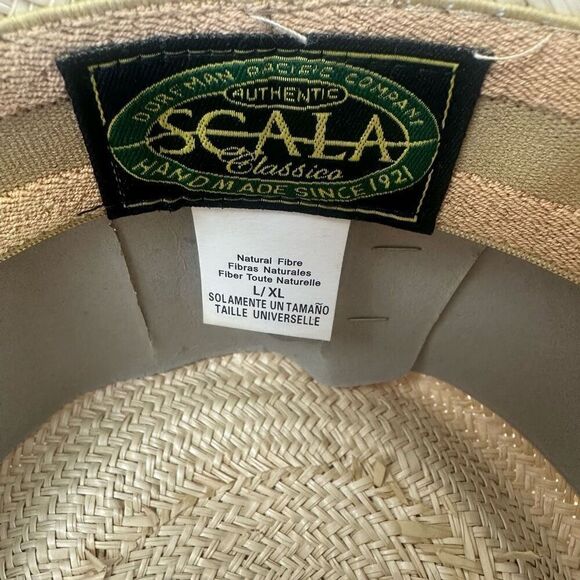 DORFMAN PACIFIC COMPANY
AUTHENTIC
SCALA
Classico
HANDMADE SINCE 1921
Natural Fibre
Fibras Naturales
Fiber Toute Naturelle
L/XL
SOLAMENTE UN TAMAÑO
TAILLE UNIVERSELLE